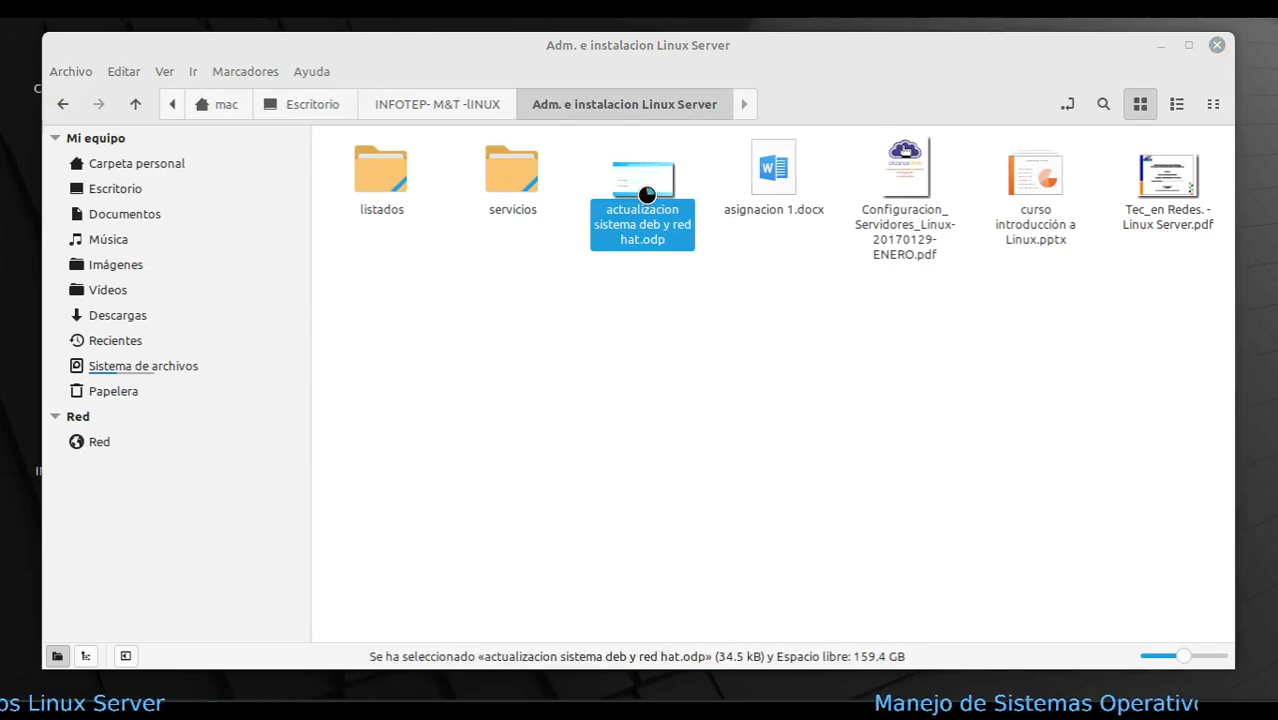 Adm. e instalacion Linux Server
Archivo Editar Ver Ir Marcadores Ayuda
mac Escritorio INFOTEP- M&T -lINUX Adm. e instalacion Linux Server
Mi equipo
Carpeta personal
Escritorio
Documentos
Música
Imágenes
Vídeos
Descargas
Recientes
Sistema de archivos
Papelera
Red
Red
listados
servicios
actualizacion
sistema deb y red
hat.odp
asignacion 1.docx
Configuracion_
Servidores_Linux-
20170129-
ENERO.pdf
curso
introducción a
Linux.pptx
Tec_en Redes. -
Linux Server.pdf
Se ha seleccionado «actualizacion sistema deb y red hat.odp» (34.5 kB) y Espacio libre: 159.4 GB
os Linux Server
Manejo de Sistemas Operativo